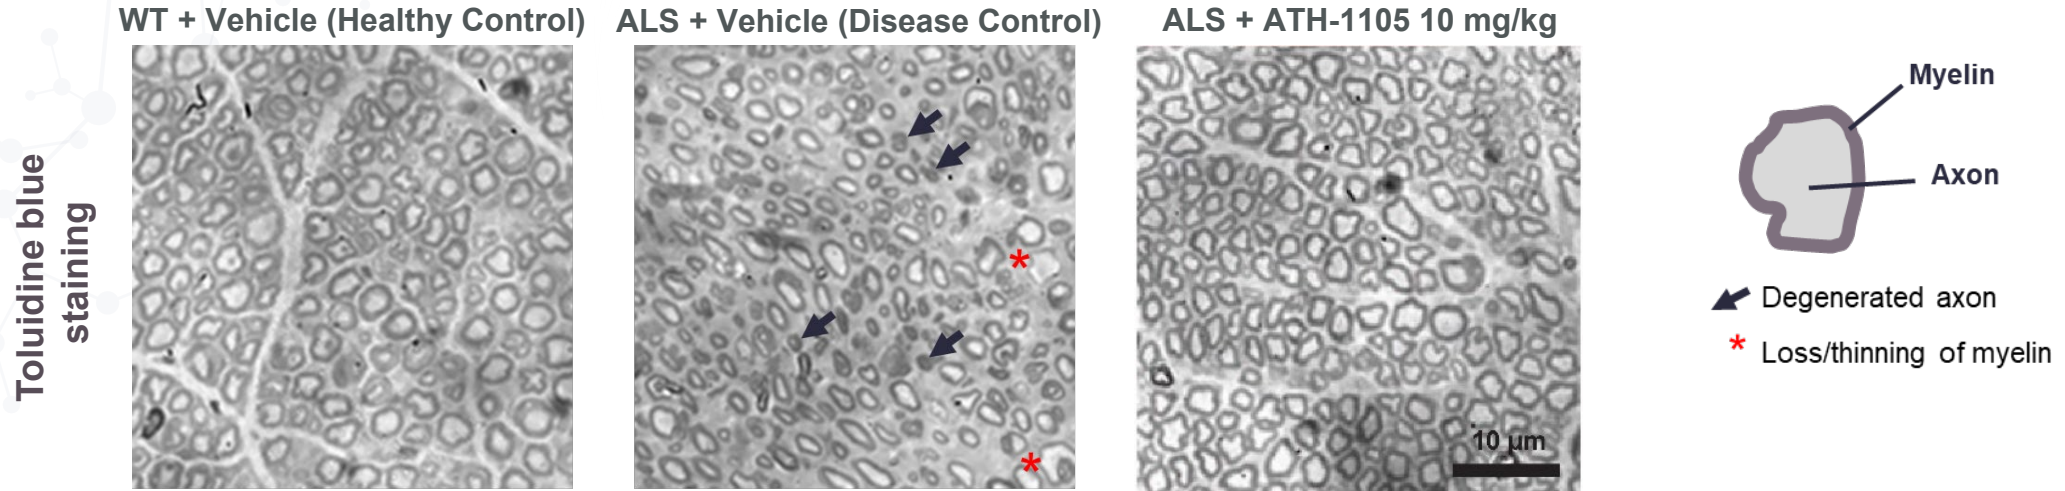 WT + Vehicle (Healthy Control)
ALS + Vehicle (Disease Control)
ALS + ATH-1105 10 mg/kg
Toluidine blue
staining
Myelin
Axon
Degenerated axon
* Loss/thinning of myelin
*
*
10 µm